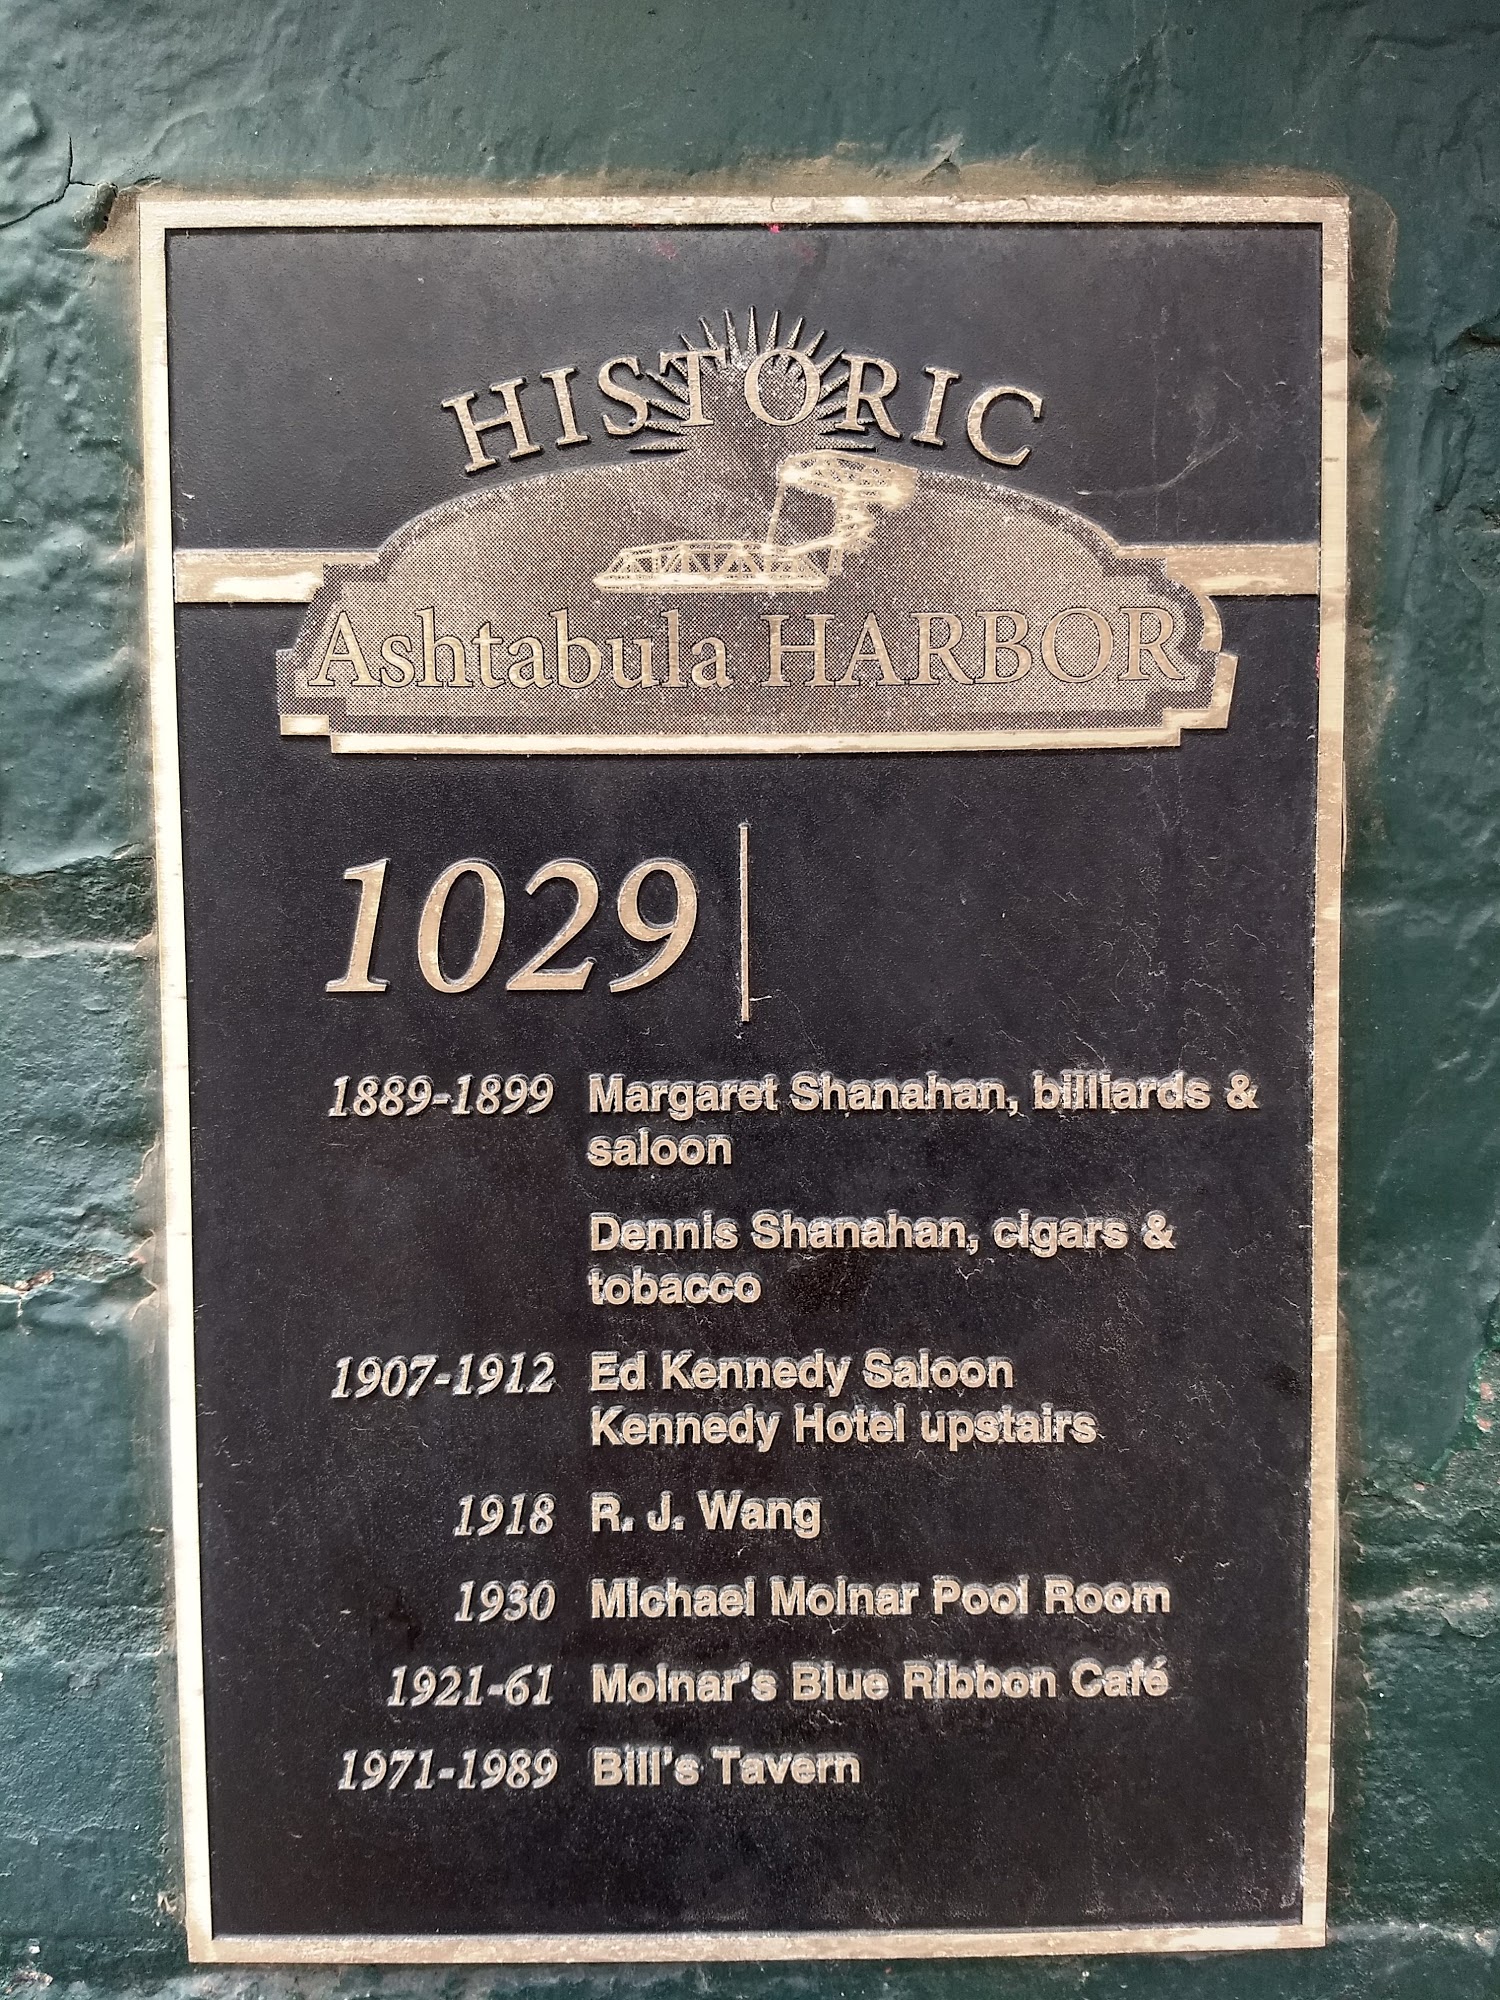 HISTORIC
Ashtabula HARBOR
1029
1889-1899 Margaret Shanahan, billiards &
saloon
Dennis Shanahan, cigars &
tobacco
1907-1912 Ed Kennedy Saloon
Kennedy Hotel upstairs
1918 R. J. Wang
1930 Michael Molnar Pool Room
1921-61 Molnar's Blue Ribbon Café
1971-1989 Bill's Tavern